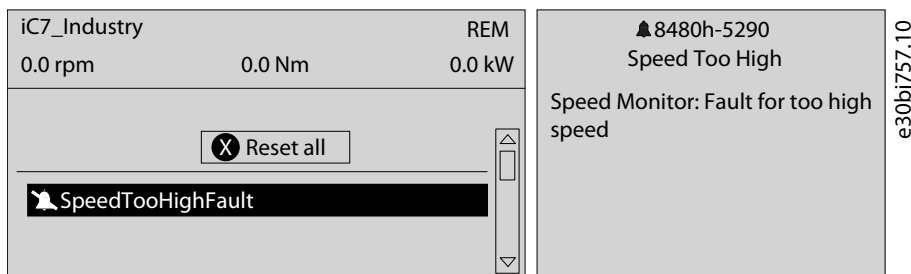 iC7_Industry REM
0.0 rpm 0.0 Nm 0.0 kW
X Reset all
SpeedTooHighFault
8480h-5290
Speed Too High
Speed Monitor: Fault for too high
speed
e30bi757.10